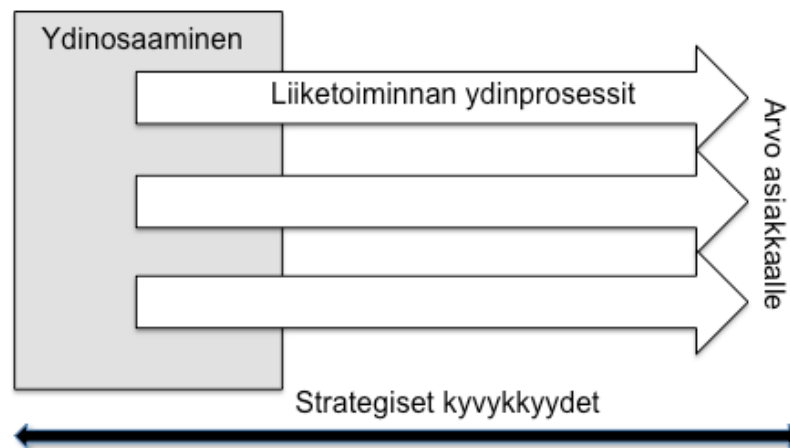 Ydinosaaminen
Liiketoiminnan ydinprosessit
Arvo asiakkaalle
Strategiset kyvykkyydet